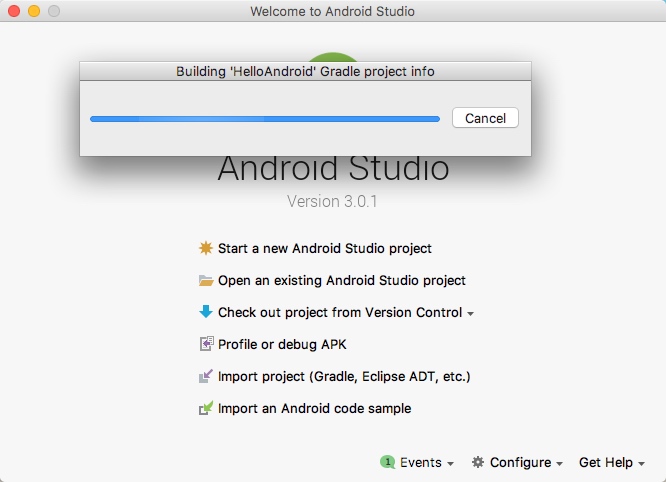 Welcome to Android Studio
Building 'HelloAndroid' Gradle project info
Cancel
Android Studio
Version 3.0.1
Start a new Android Studio project
Open an existing Android Studio project
Check out project from Version Control
Profile or debug APK
Import project (Gradle, Eclipse ADT, etc.)
Import an Android code sample
1 Events Configure Get Help